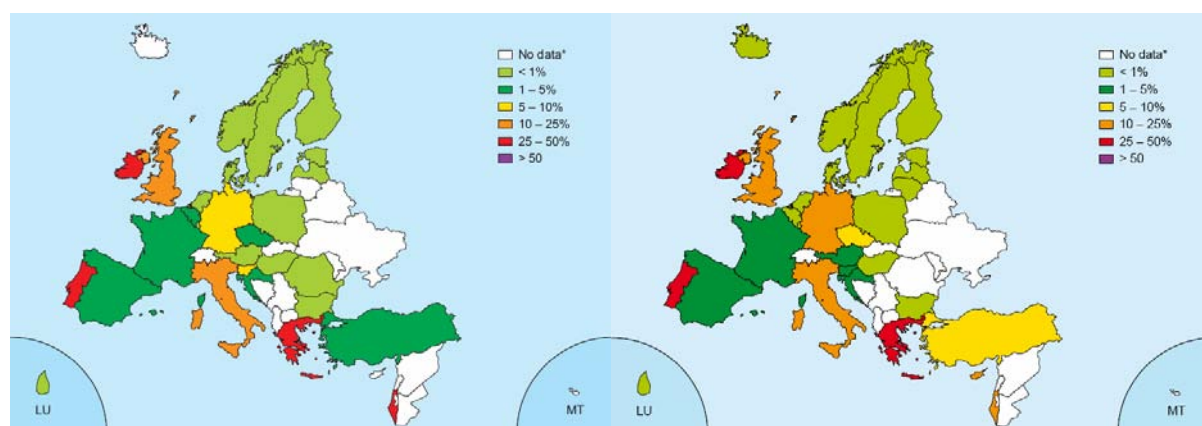 No data*
< 1%
1 – 5%
5 – 10%
10 – 25%
25 – 50%
> 50
LU
MT
No data*
< 1%
1 – 5%
5 – 10%
10 – 25%
25 – 50%
> 50
LU
MT